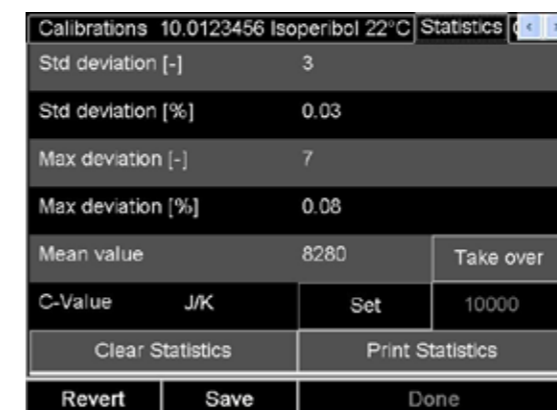 Calibrations 10.0123456 Isoperibol 22°C Statistics
Std deviation [-] 3
Std deviation [%] 0.03
Max deviation [-] 7
Max deviation [%] 0.08
Mean value 8280 Take over
C-Value J/K Set 10000
Clear Statistics Print Statistics
Revert Save Done